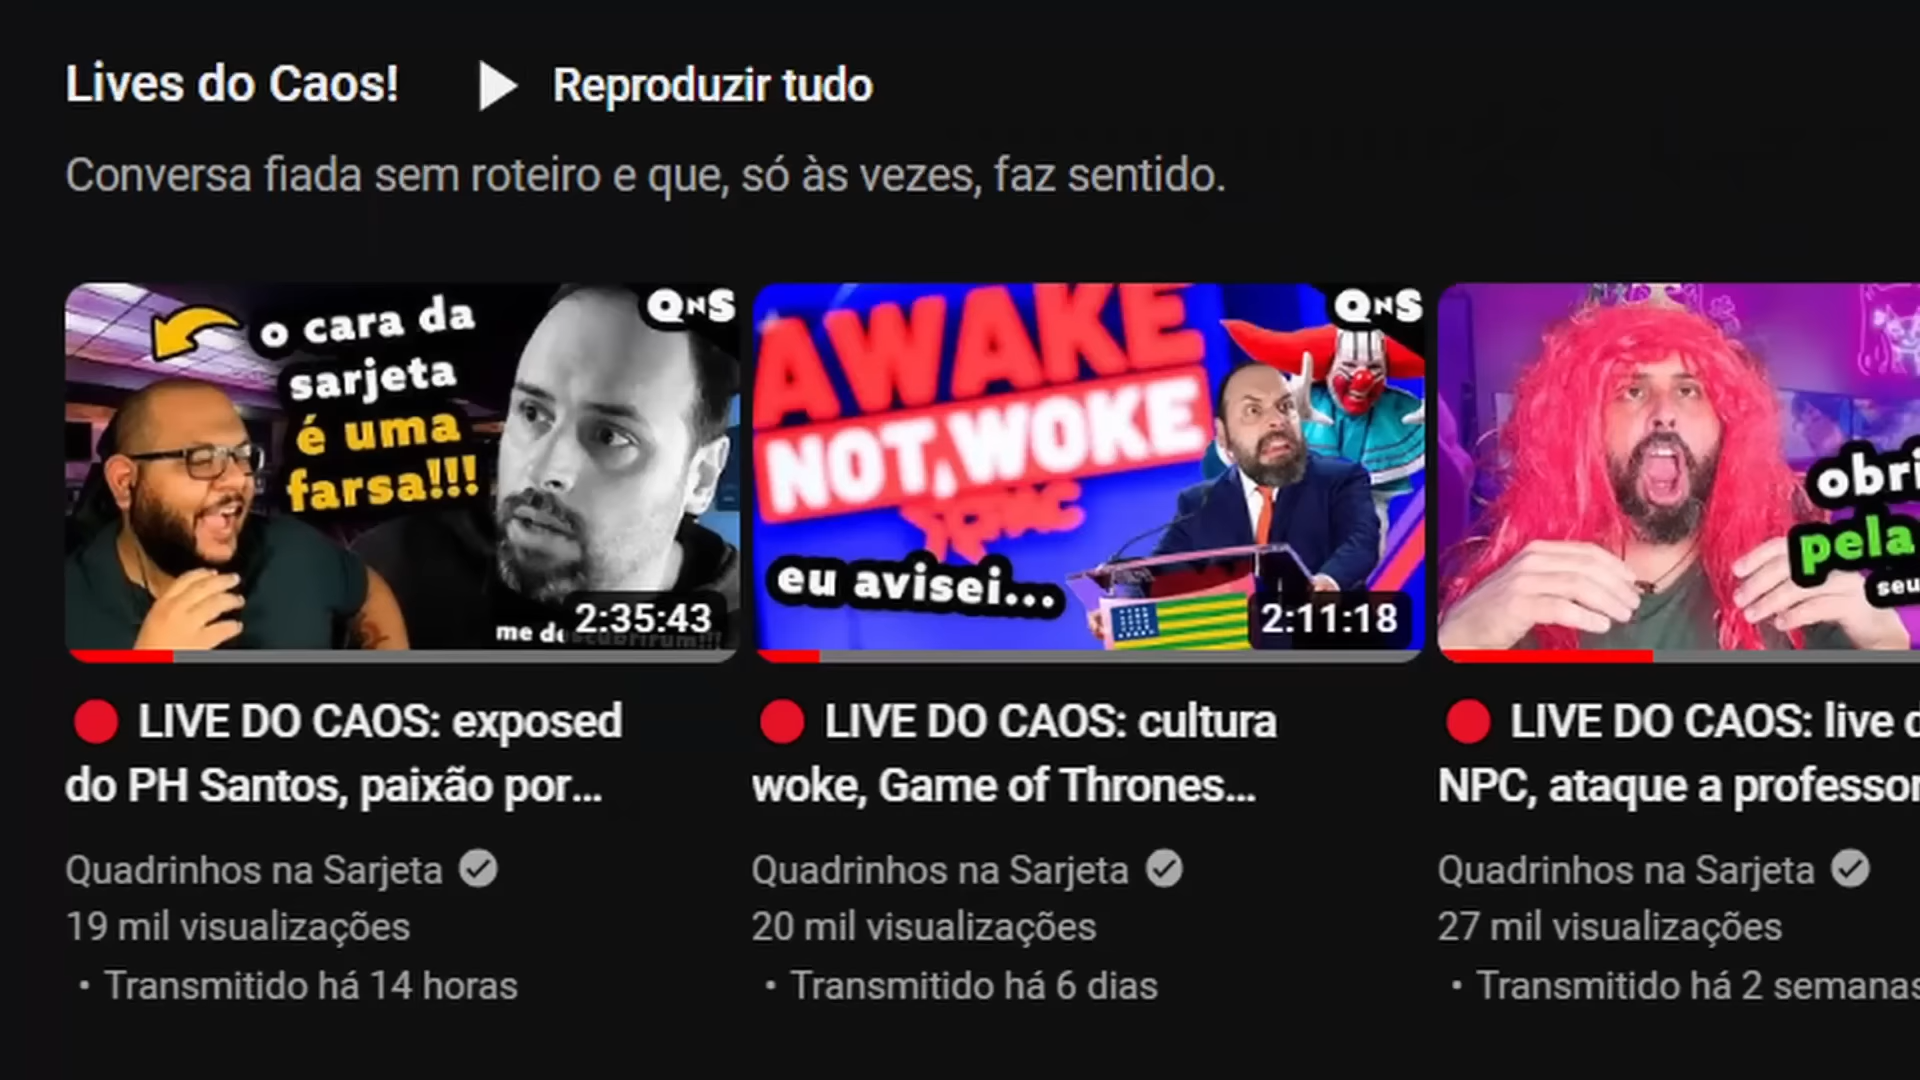 Lives do Caos!
Reproduzir tudo
Conversa fiada sem roteiro e que, só às vezes, faz sentido.
QNS
o cara da
sarjeta
é uma
farsa!!!
2:35:43
QNS
AWAKE
NOT, WOKE
eu avisei...
2:11:18
obri
pela
seu
LIVE DO CAOS: exposed
do PH Santos, paixão por...
Quadrinhos na Sarjeta
19 mil visualizações
• Transmitido há 14 horas
LIVE DO CAOS: cultura
woke, Game of Thrones...
Quadrinhos na Sarjeta
20 mil visualizações
• Transmitido há 6 dias
LIVE DO CAOS: live
NPC, ataque a professor
Quadrinhos na Sarjeta
27 mil visualizações
• Transmitido há 2 semanas